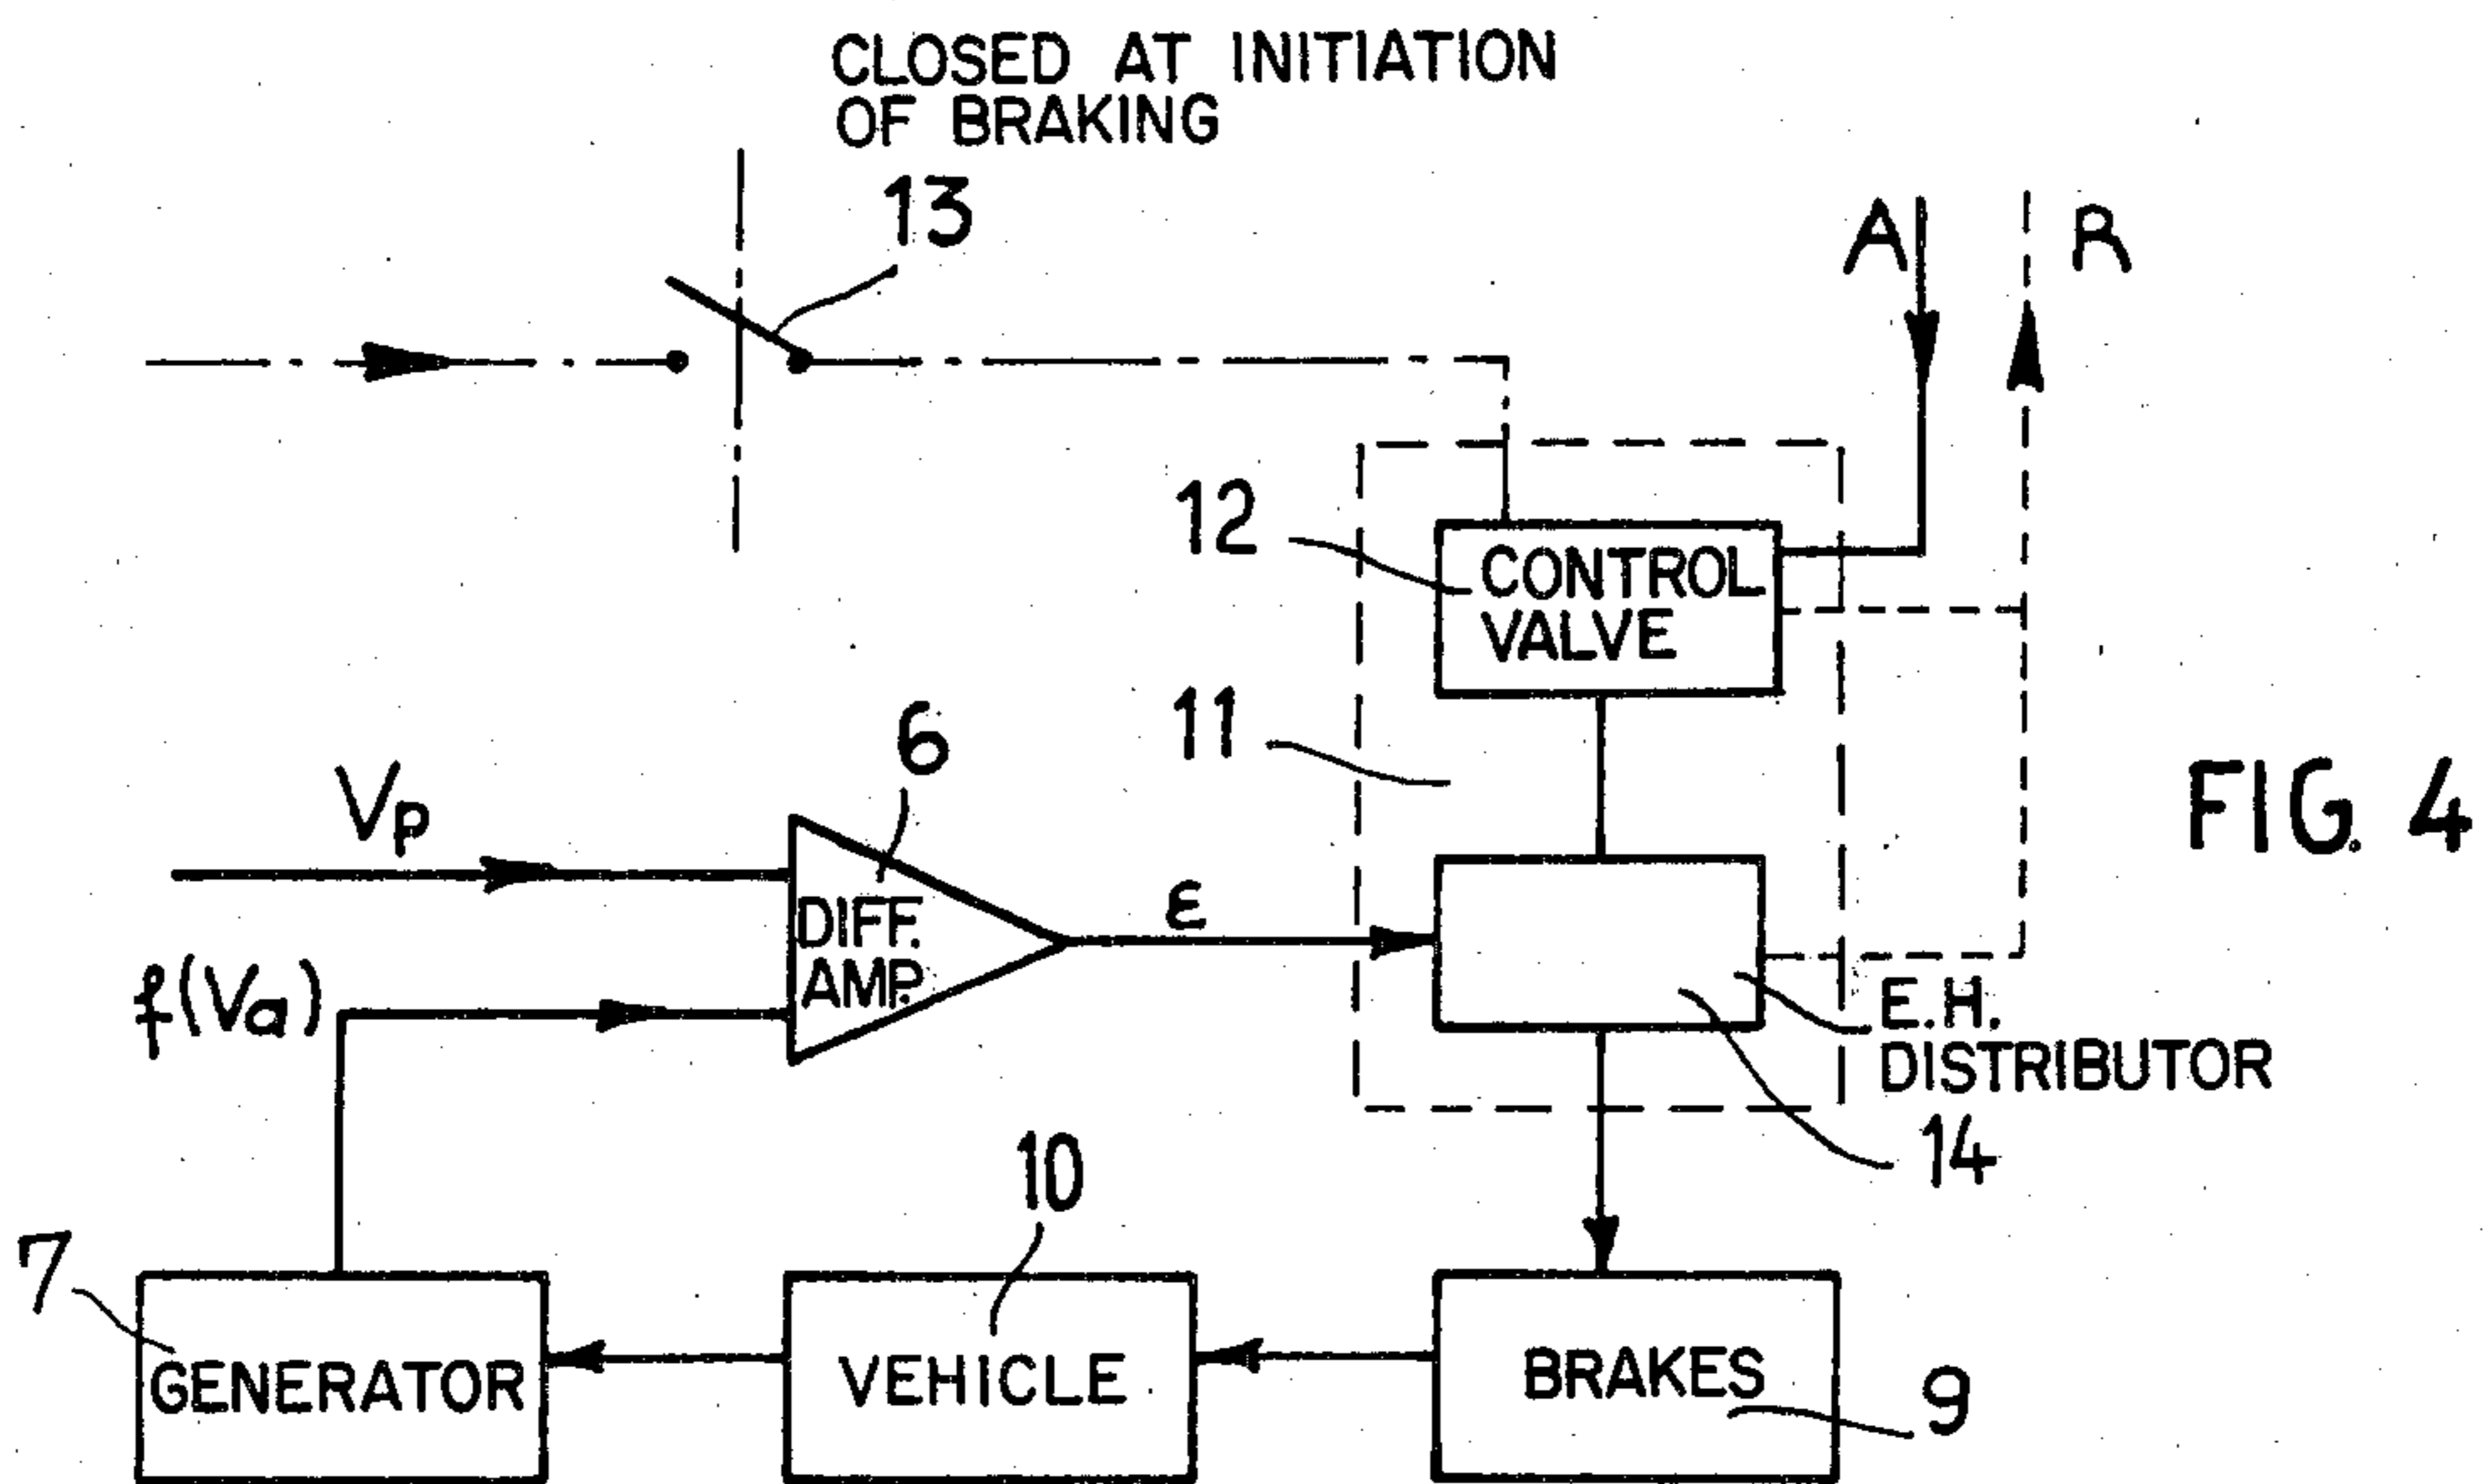 CLOSED AT INITIATION
OF BRAKING
13
A
R
12
CONTROL
VALVE
11
6
Vp
FIG. 4
DIFF.
AMP.
ε
f(Va)
E.H.
DISTRIBUTOR
14
10
7
GENERATOR
VEHICLE
BRAKES
9